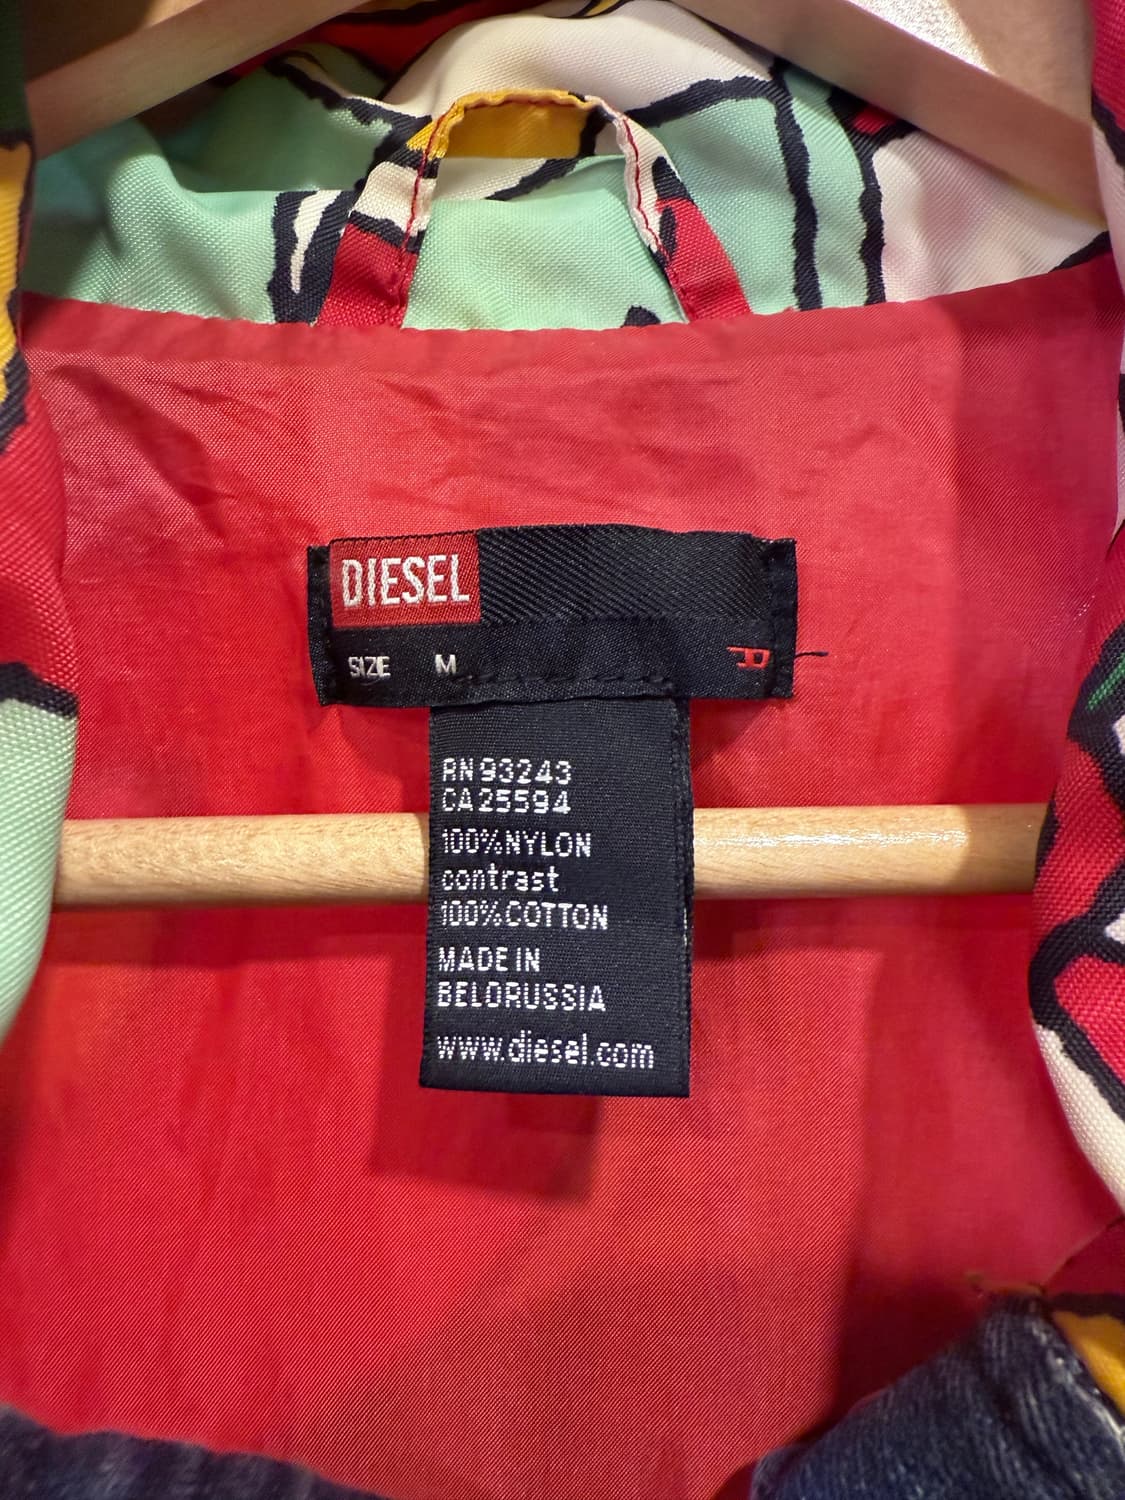 DIESEL
SIZE M
RN 93243
CA 25594
100% NYLON
contrast
100% COTTON
MADE IN
BELORUSSIA
www.diesel.com